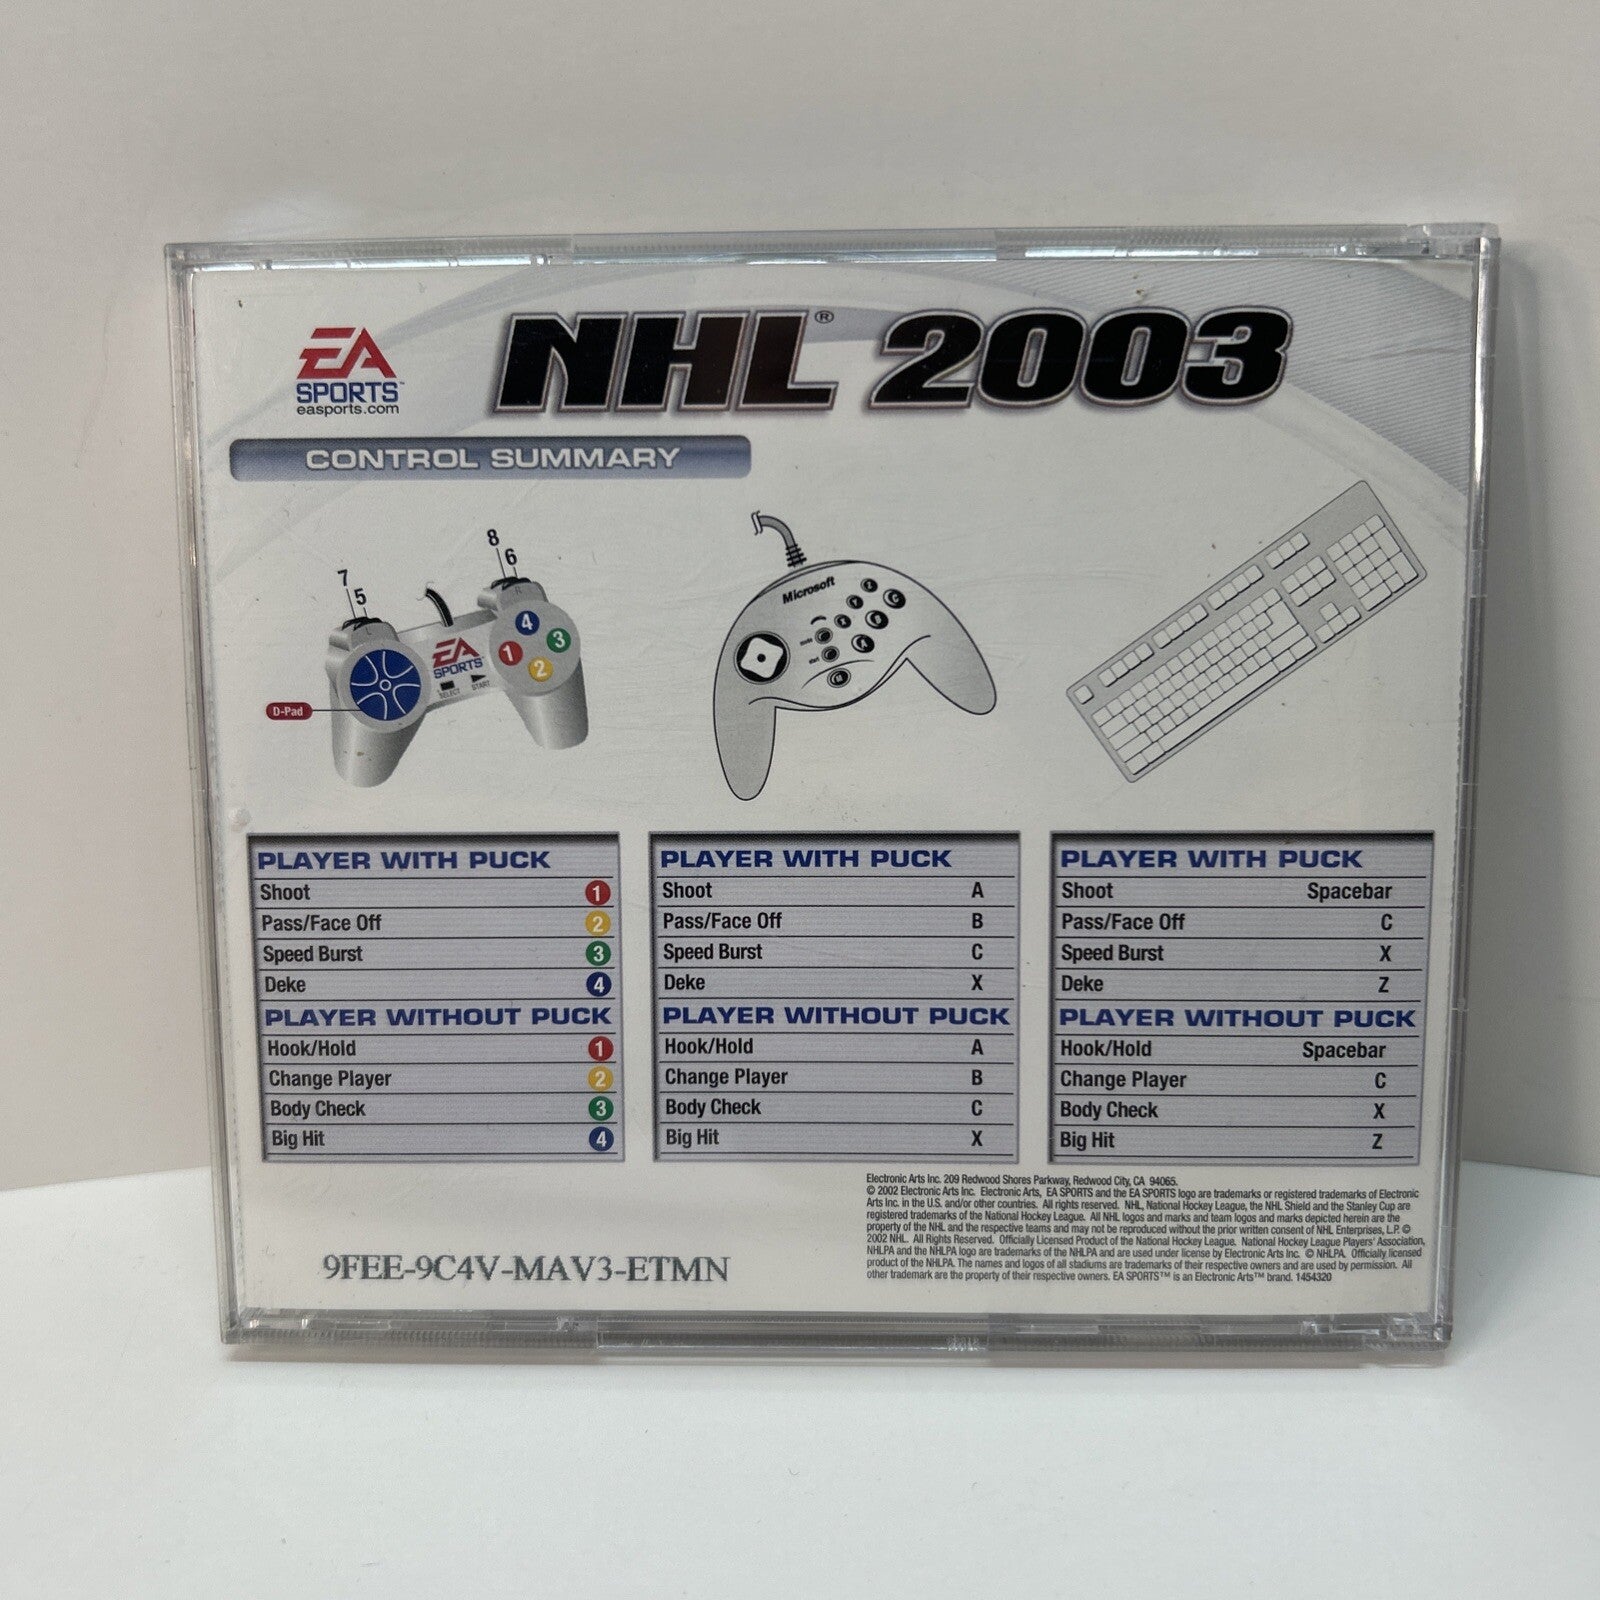 EA
SPORTS™
easports.com
NHL® 2003
CONTROL SUMMARY
8
6
7
5
EA
SPORTS
SELECT
START
4
3
1
2
L
R
D-Pad
Microsoft
mode
start
Z
Y
X
C
B
A
M
PLAYER WITH PUCK
Shoot 1
Pass/Face Off 2
Speed Burst 3
Deke 4
PLAYER WITHOUT PUCK
Hook/Hold 1
Change Player 2
Body Check 3
Big Hit 4
PLAYER WITH PUCK
Shoot A
Pass/Face Off B
Speed Burst C
Deke X
PLAYER WITHOUT PUCK
Hook/Hold A
Change Player B
Body Check C
Big Hit X
PLAYER WITH PUCK
Shoot Spacebar
Pass/Face Off C
Speed Burst X
Deke Z
PLAYER WITHOUT PUCK
Hook/Hold Spacebar
Change Player C
Body Check X
Big Hit Z
Electronic Arts Inc. 209 Redwood Shores Parkway, Redwood City, CA 94065.
© 2002 Electronic Arts Inc. Electronic Arts, EA SPORTS and the EA SPORTS logo are trademarks or registered trademarks of Electronic
Arts Inc. in the U.S. and/or other countries. All rights reserved. NHL, National Hockey League, the NHL Shield and the Stanley Cup are
registered trademarks of the National Hockey League. All NHL logos and marks and team logos and marks depicted herein are the
property of the NHL and the respective teams and may not be reproduced without the prior written consent of NHL Enterprises, L.P. ©
2002 NHL. All Rights Reserved. Officially Licensed Product of the National Hockey League. National Hockey League Players' Association,
NHLPA and the NHLPA logo are trademarks of the NHLPA and are used under license by Electronic Arts Inc. © NHLPA. Officially licensed
product of the NHLPA. The names and logos of all stadiums are trademarks of their respective owners and are used by permission. All
other trademark are the property of their respective owners. EA SPORTS™ is an Electronic Arts™ brand. 1454320
9FEE-9C4V-MAV3-ETMN